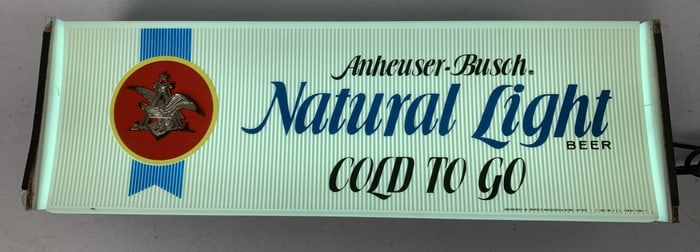 Anheuser-Busch®
Natural Light
BEER
COLD TO GO